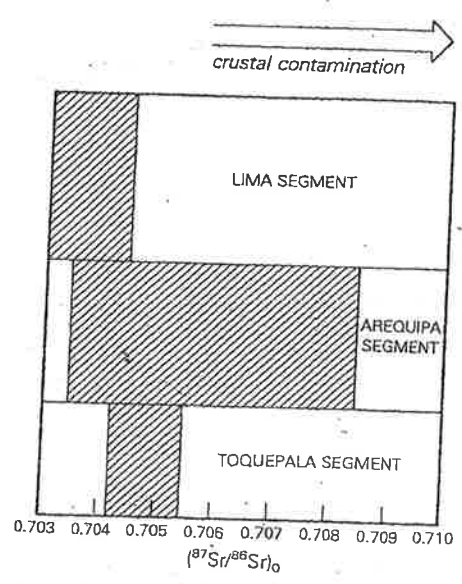 crustal contamination
LIMA SEGMENT
AREQUIPA
SEGMENT
TOQUEPALA SEGMENT
0.703 0.704 0.705 0.706 0.707 0.708 0.709 0.710
(⁸⁷Sr/⁸⁶Sr)₀